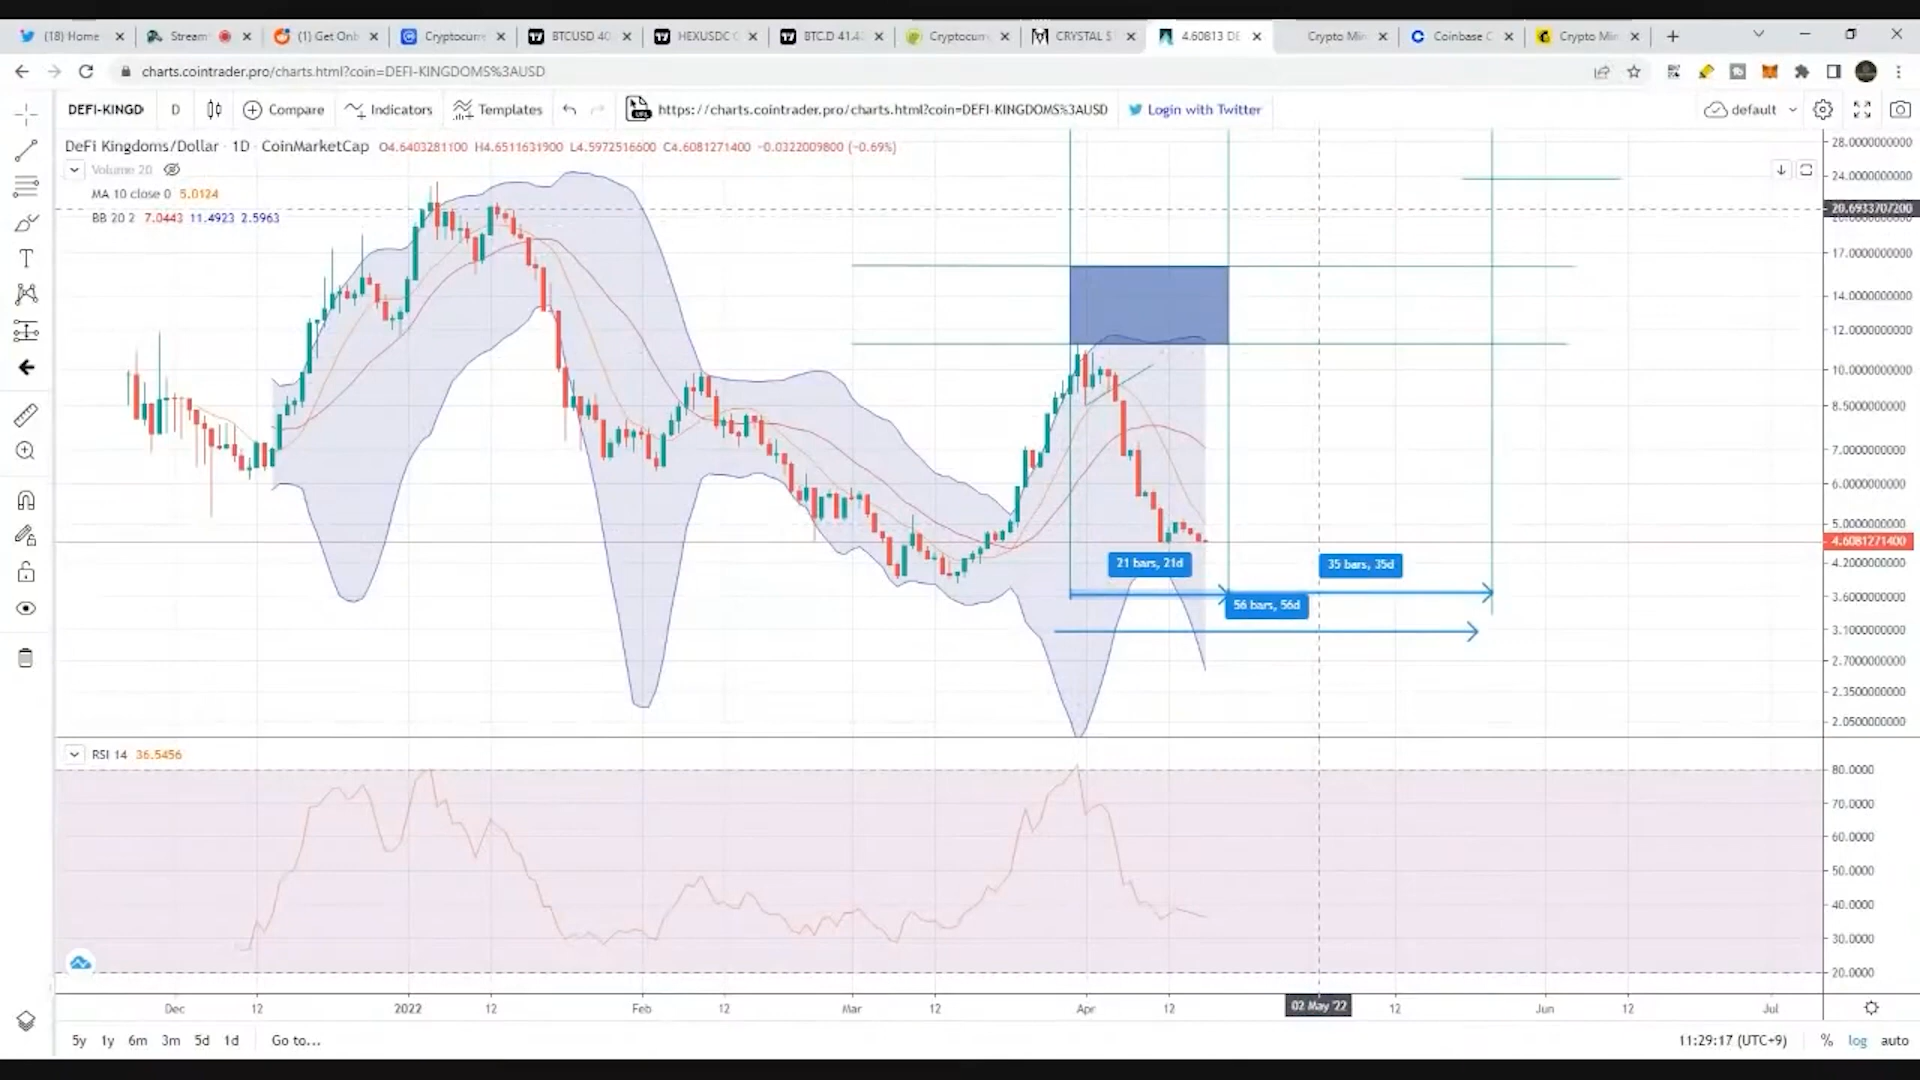 (18) Home
Stream
(1) Get Onb
Cryptocurre
BTCUSD 40
HEXUSDC
BTC.D 41.4
Cryptocurr
CRYSTAL $
4.60813 DE
Crypto Min
Coinbase C
Crypto Min
charts.cointrader.pro/charts.html?coin=DEFI-KINGDOMS%3AUSD
DEFI-KINGD D Compare Indicators Templates https://charts.cointrader.pro/charts.html?coin=DEFI-KINGDOMS%3AUSD Login with Twitter default
DeFi Kingdoms/Dollar · 1D · CoinMarketCap O4.6403281100 H4.6511631900 L4.5972516600 C4.6081271400 -0.0322009800 (-0.69%)
Volume 20
MA 10 close 0 5.0124
BB 20 2 7.0443 11.4923 2.5963
28.0000000000
24.0000000000
20.6933707200
17.0000000000
14.0000000000
12.0000000000
10.0000000000
8.5000000000
7.0000000000
6.0000000000
5.0000000000
4.6081271400
4.2000000000
3.6000000000
3.1000000000
2.7000000000
2.3500000000
2.0500000000
21 bars, 21d
35 bars, 35d
56 bars, 56d
RSI 14 36.5456
80.0000
70.0000
60.0000
50.0000
40.0000
30.0000
20.0000
Dec 12 2022 12 Feb 12 Mar 12 Apr 12 02 May '22 12 Jun 12 Jul
5y 1y 6m 3m 5d 1d Go to... 11:29:17 (UTC+9) % log auto